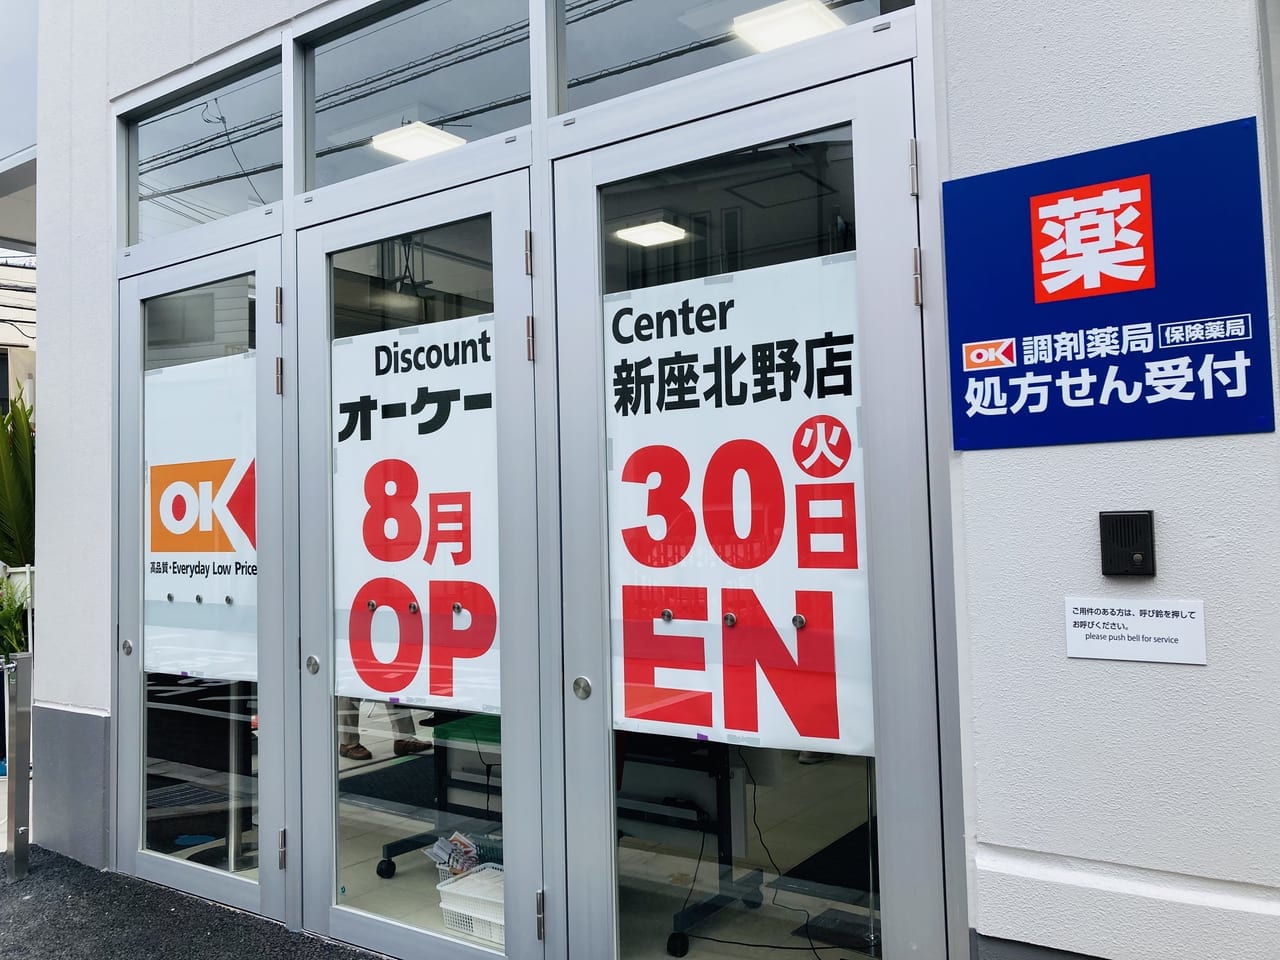 OK
高品質・Everyday Low Price
Discount Center
オーケー 新座北野店
8月30日火
OPEN
薬
OK 調剤薬局 保険薬局
処方せん受付
ご用件のある方は、呼び鈴を押して
お呼びください。
please push bell for service